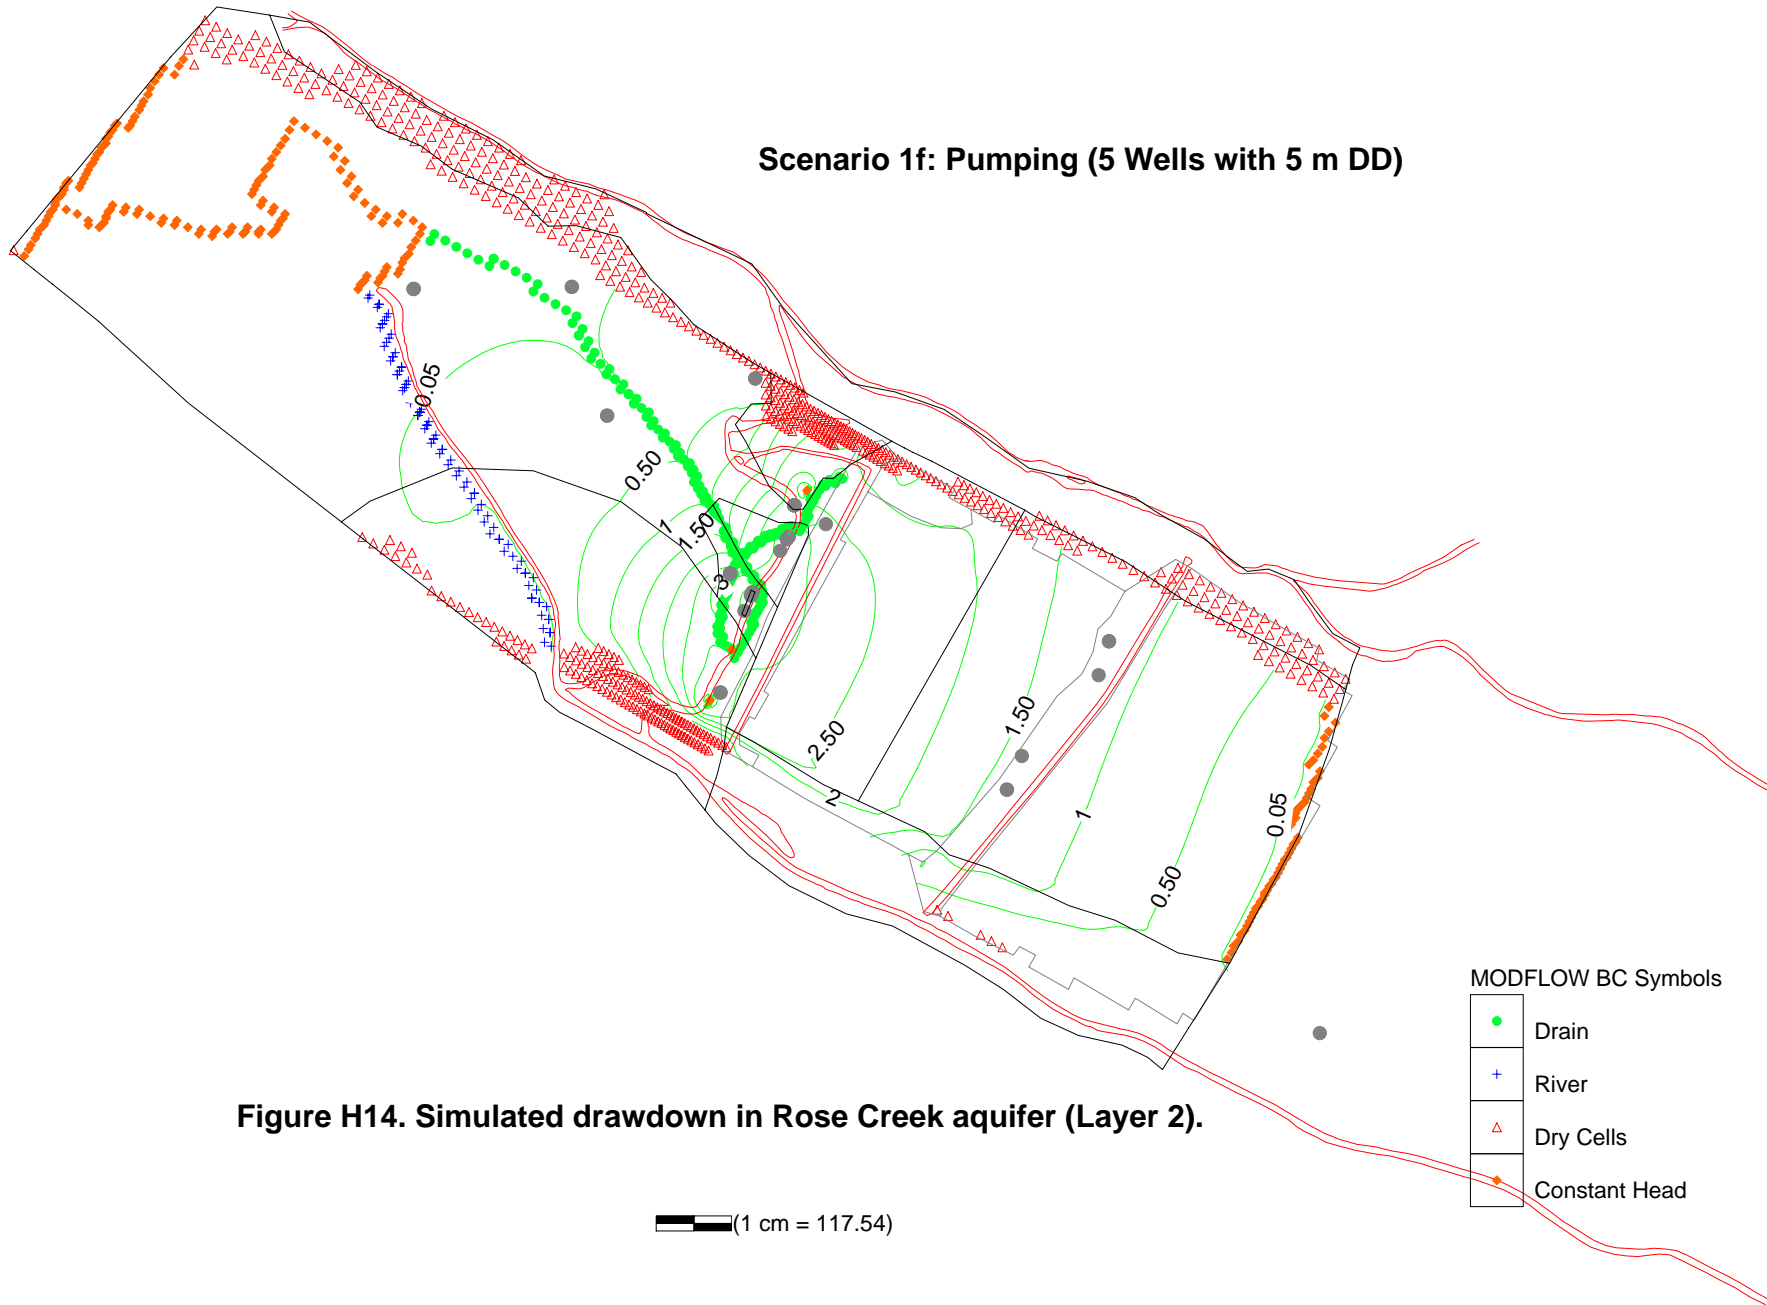 Scenario 1f: Pumping (5 Wells with 5 m DD)
0.05
0.50
1
1.50
3
2.50
2
1.50
1
0.50
0.05
MODFLOW BC Symbols
Drain
River
Dry Cells
Constant Head
Figure H14. Simulated drawdown in Rose Creek aquifer (Layer 2).
(1 cm = 117.54)